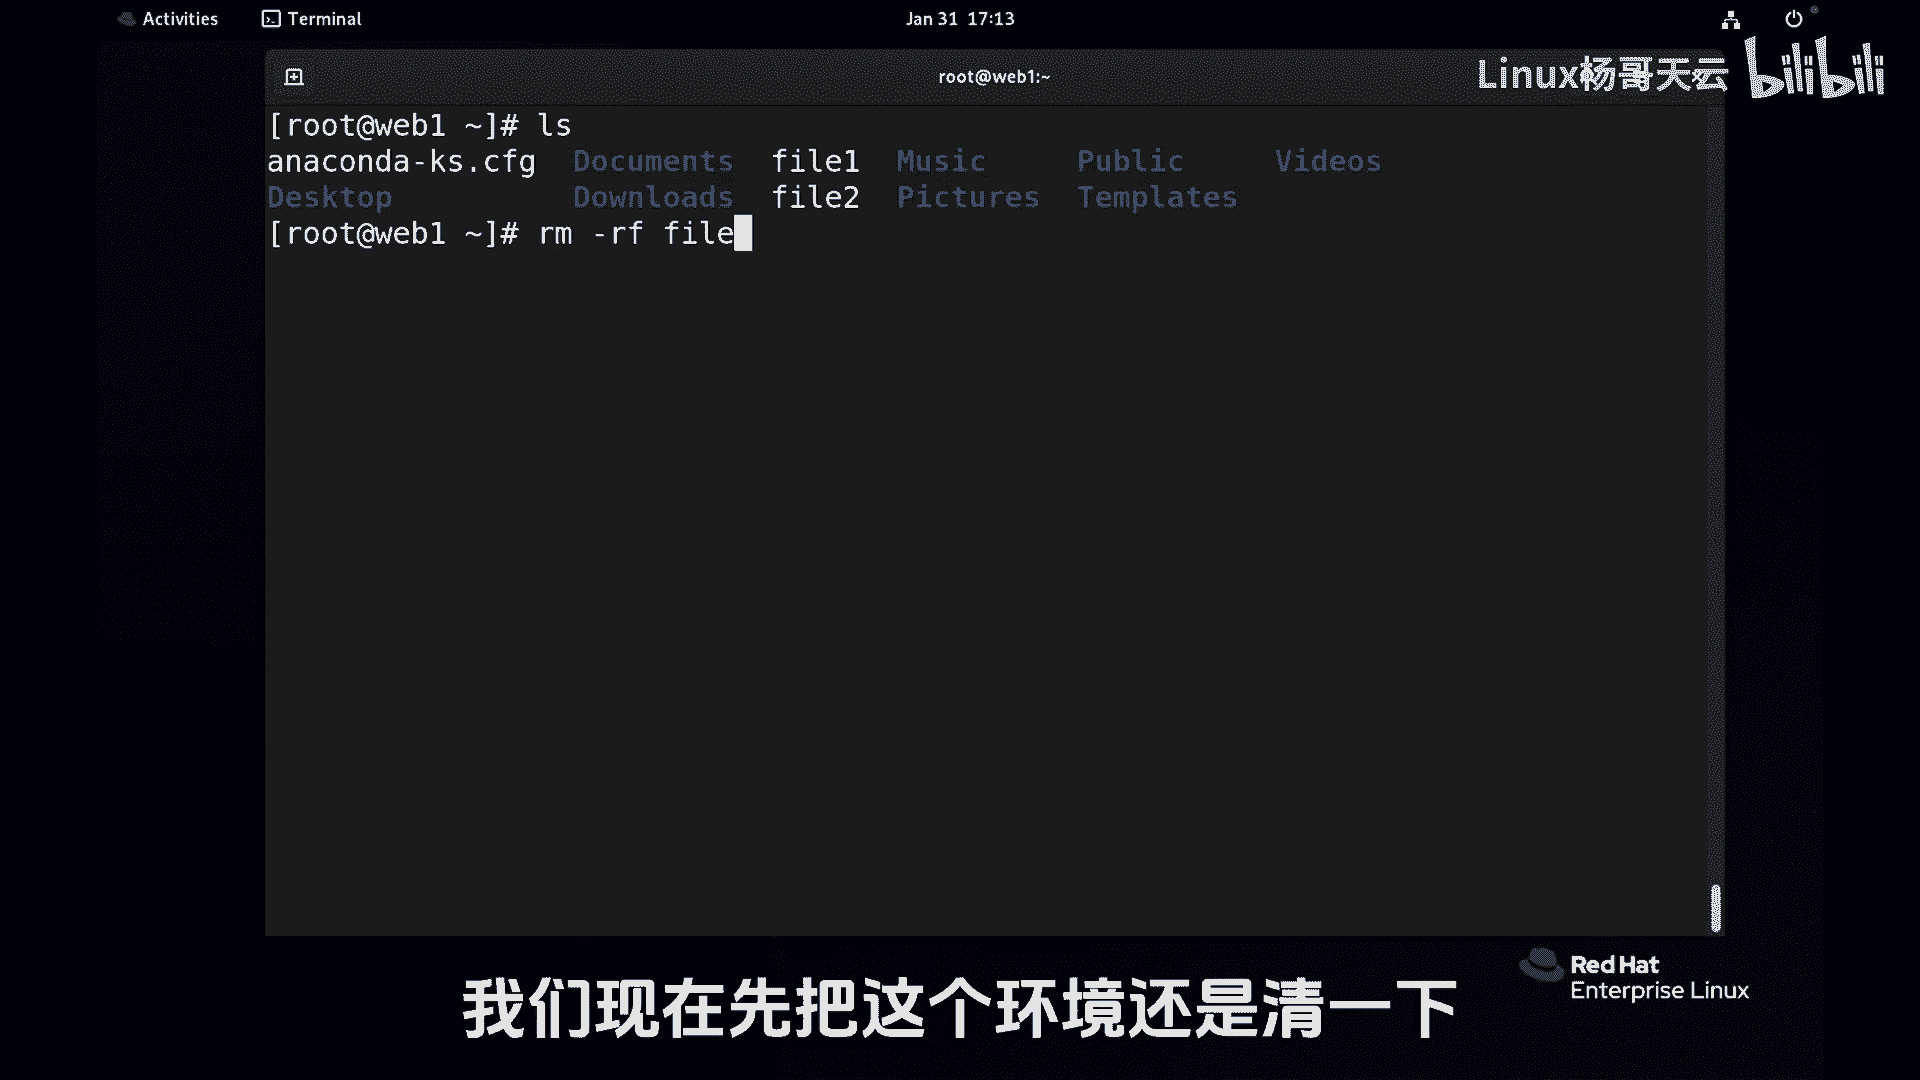 Activities Terminal Jan 31 17:13
root@web1:~
Linux杨哥天云 bilibili
[root@web1 ~]# ls
anaconda-ks.cfg Documents file1 Music Public Videos
Desktop Downloads file2 Pictures Templates
[root@web1 ~]# rm -rf file
Red Hat
Enterprise Linux
我们现在先把这个环境还是清一下